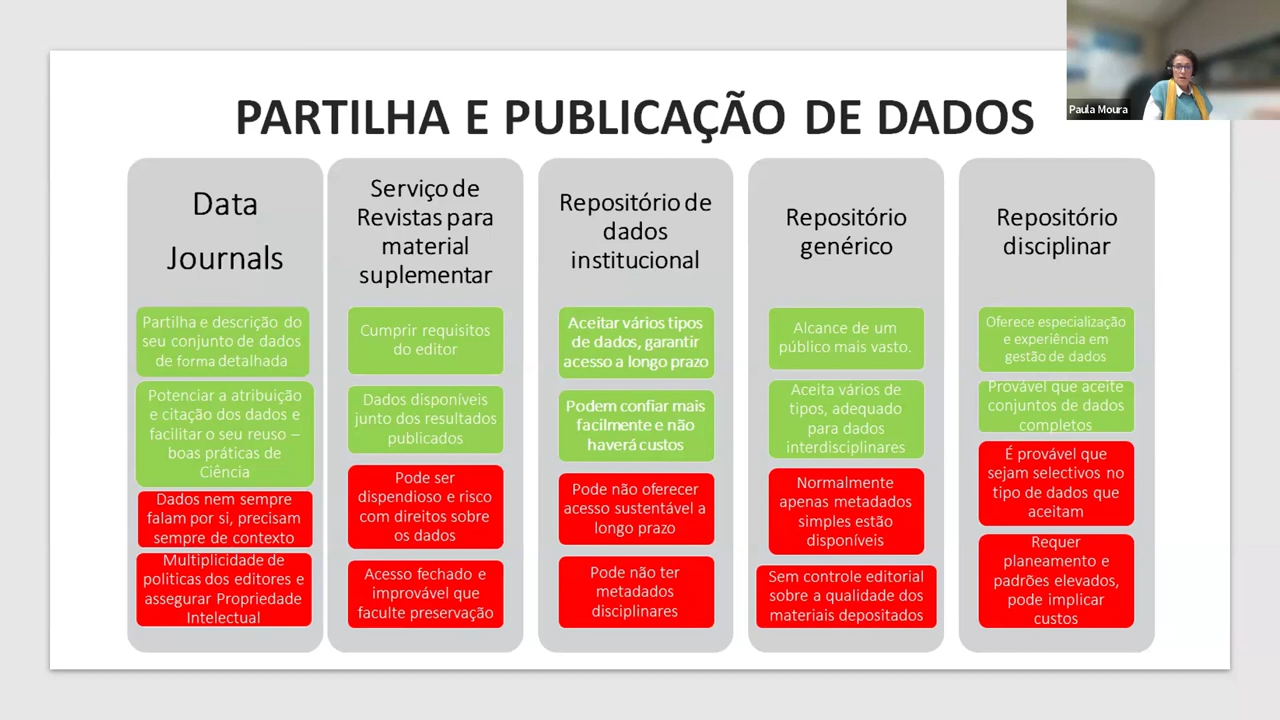 PARTILHA E PUBLICAÇÃO DE DADOS
Paula Moura
Data
Journals
Partilha e descrição do
seu conjunto de dados
de forma detalhada
Potenciar a atribuição
e citação dos dados e
facilitar o seu reuso –
boas práticas de
Ciência
Dados nem sempre
falam por si, precisam
sempre de contexto
Multiplicidade de
politicas dos editores e
assegurar Propriedade
Intelectual
Serviço de
Revistas para
material
suplementar
Cumprir requisitos
do editor
Dados disponíveis
junto dos resultados
publicados
Pode ser
dispendioso e risco
com direitos sobre
os dados
Acesso fechado e
improvável que
faculte preservação
Repositório de
dados
institucional
Aceitar vários tipos
de dados, garantir
acesso a longo prazo
Podem confiar mais
facilmente e não
haverá custos
Pode não oferecer
acesso sustentável a
longo prazo
Pode não ter
metadados
disciplinares
Repositório
genérico
Alcance de um
público mais vasto.
Aceita vários de
tipos, adequado
para dados
interdisciplinares
Normalmente
apenas metadados
simples estão
disponíveis
Sem controle editorial
sobre a qualidade dos
materiais depositados
Repositório
disciplinar
Oferece especialização
e experiência em
gestão de dados
Provável que aceite
conjuntos de dados
completos
É provável que
sejam selectivos no
tipo de dados que
aceitam
Requer
planeamento e
padrões elevados,
pode implicar
custos